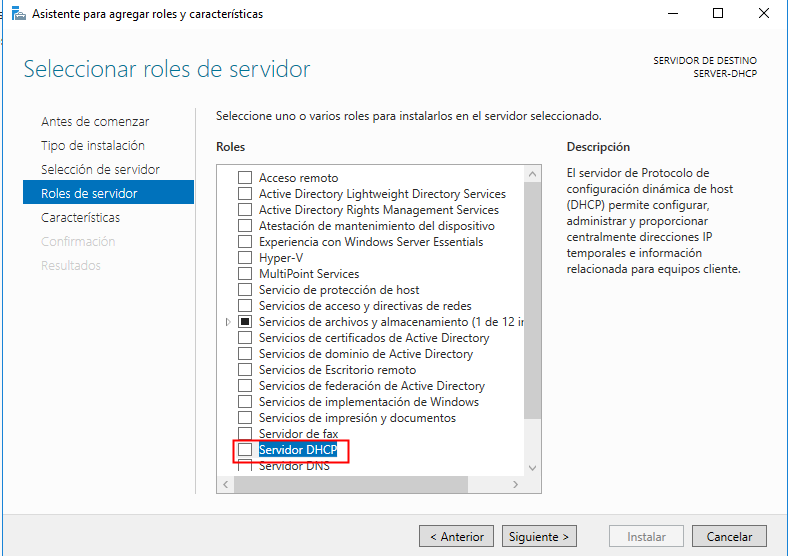 Asistente para agregar roles y características
Seleccionar roles de servidor
SERVIDOR DE DESTINO
SERVER-DHCP
Antes de comenzar
Tipo de instalación
Selección de servidor
Roles de servidor
Características
Confirmación
Resultados
Seleccione uno o varios roles para instalarlos en el servidor seleccionado.
Roles
Acceso remoto
Active Directory Lightweight Directory Services
Active Directory Rights Management Services
Atestación de mantenimiento del dispositivo
Experiencia con Windows Server Essentials
Hyper-V
MultiPoint Services
Servicio de protección de host
Servicios de acceso y directivas de redes
Servicios de archivos y almacenamiento (1 de 12 in
Servicios de certificados de Active Directory
Servicios de dominio de Active Directory
Servicios de Escritorio remoto
Servicios de federación de Active Directory
Servicios de implementación de Windows
Servicios de impresión y documentos
Servidor de fax
Servidor DHCP
Servidor DNS
Descripción
El servidor de Protocolo de
configuración dinámica de host
(DHCP) permite configurar,
administrar y proporcionar
centralmente direcciones IP
temporales e información
relacionada para equipos cliente.
< Anterior
Siguiente >
Instalar
Cancelar